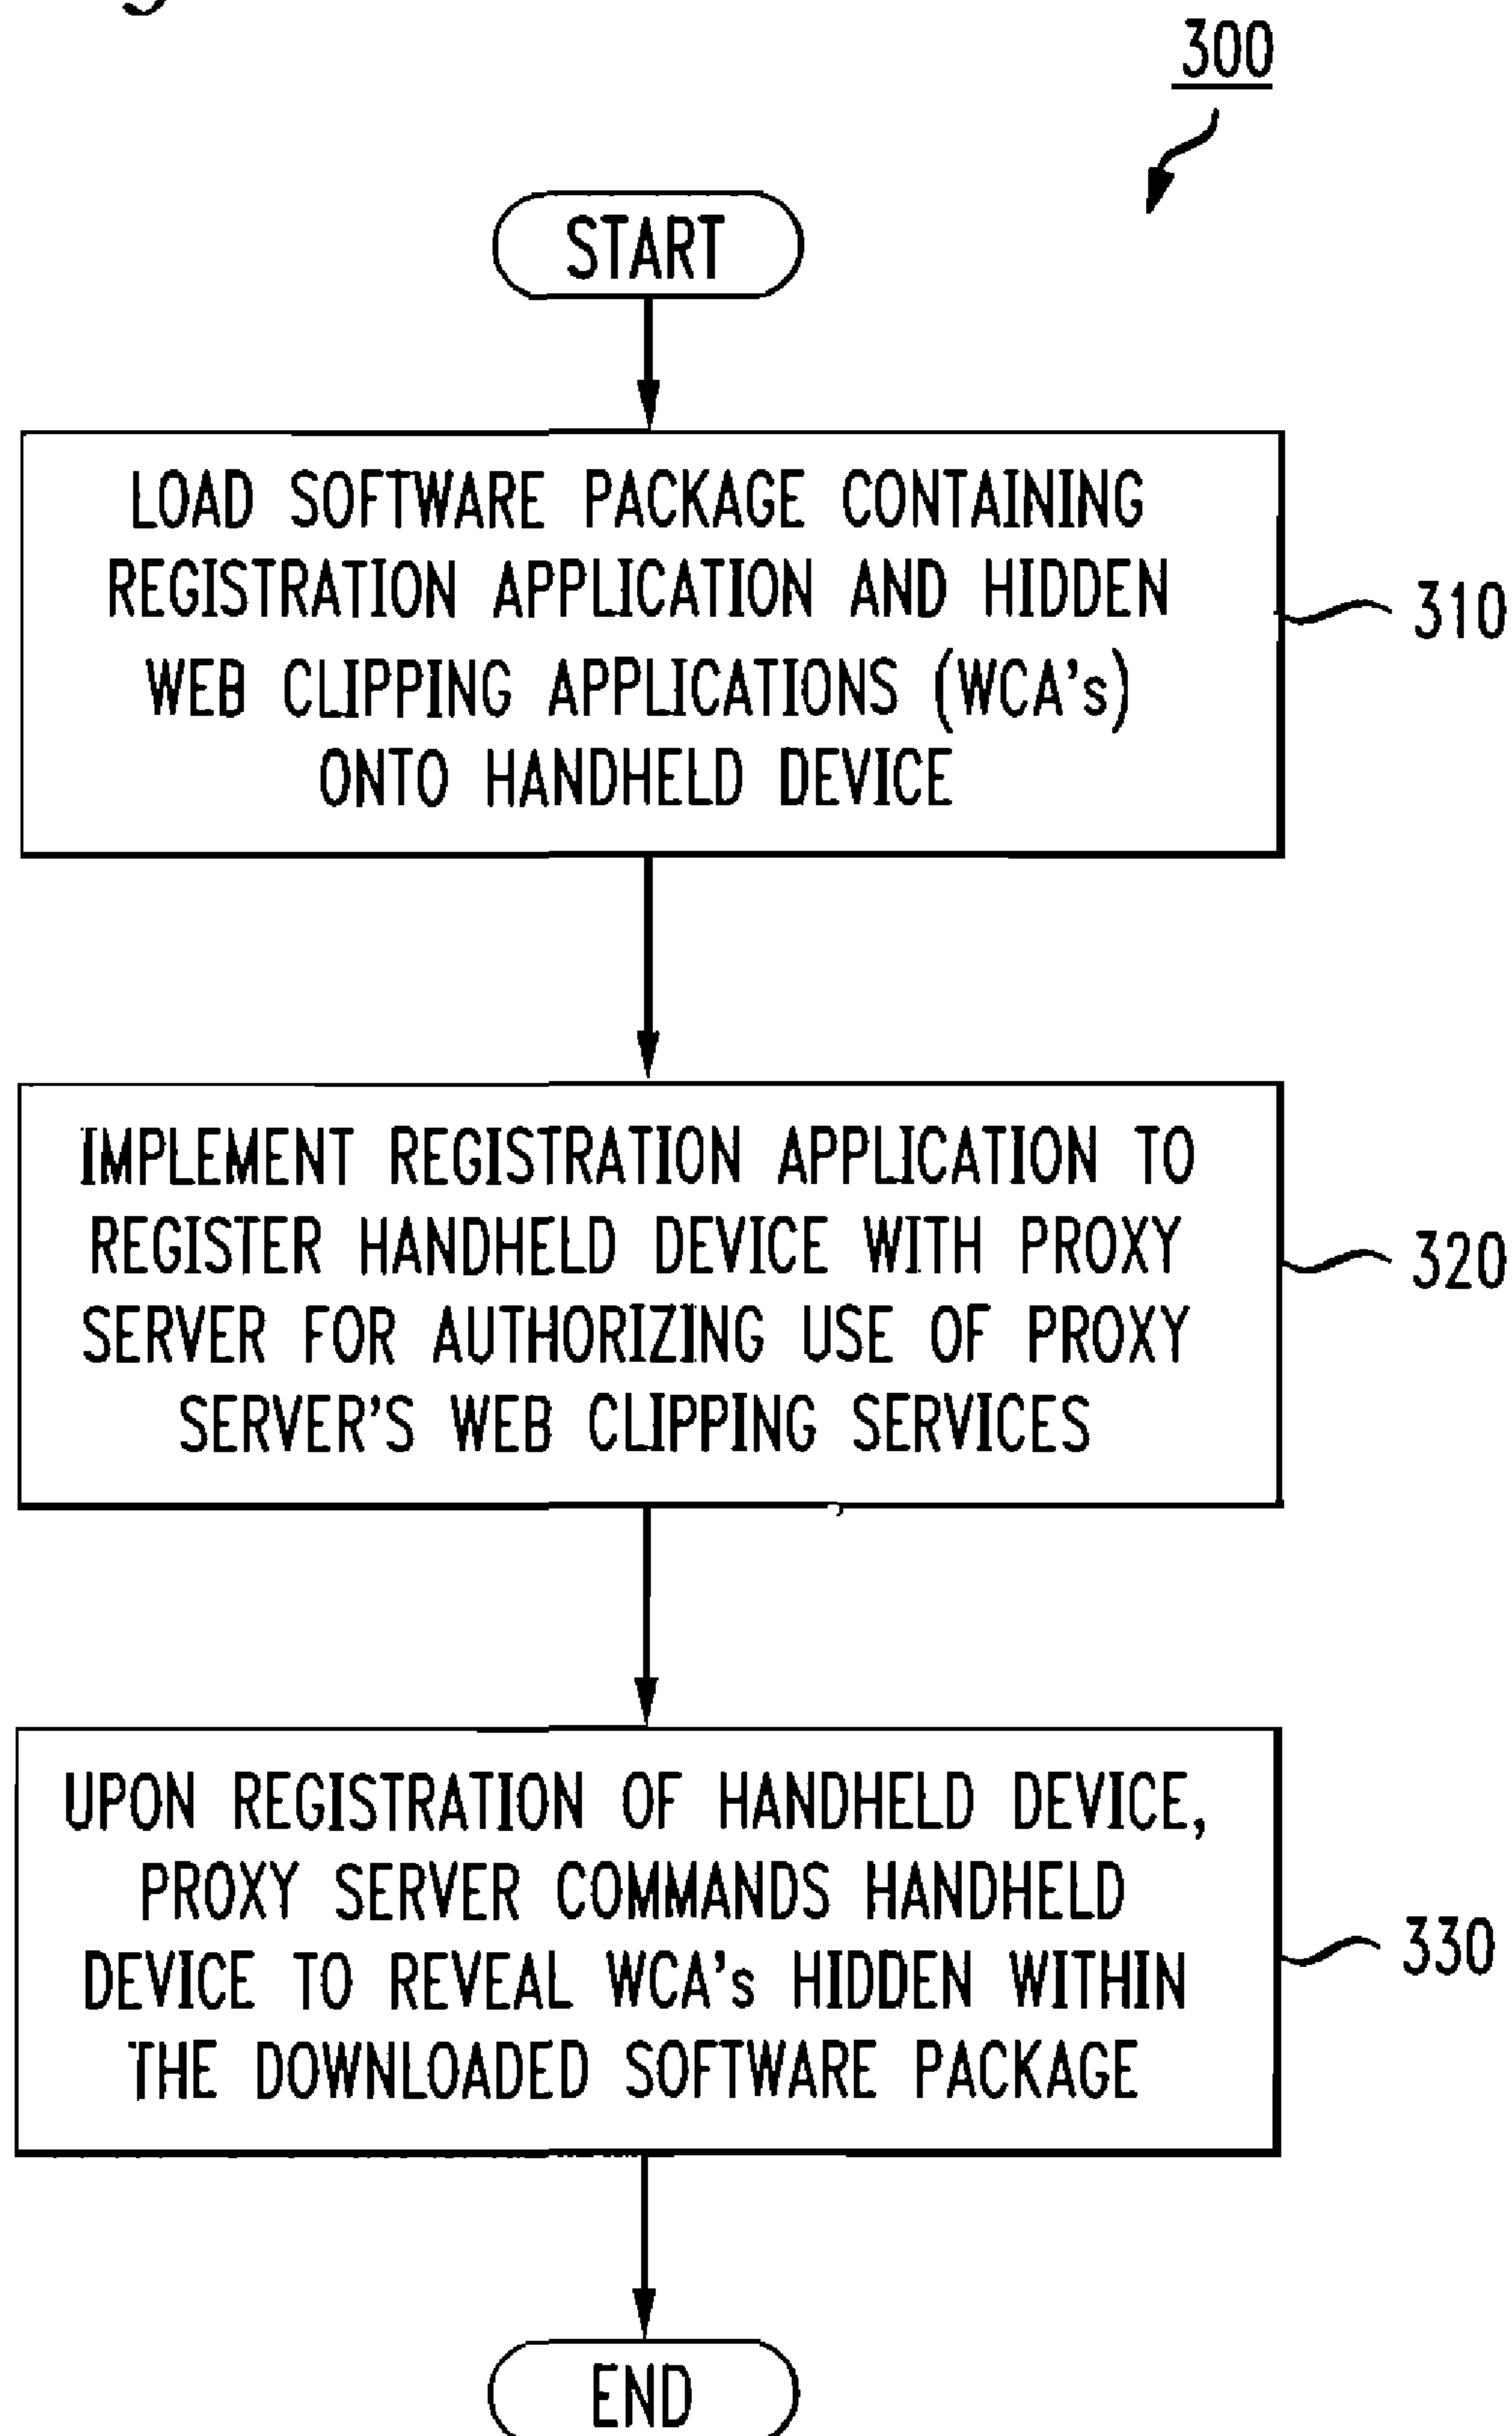 300
START
LOAD SOFTWARE PACKAGE CONTAINING
REGISTRATION APPLICATION AND HIDDEN
WEB CLIPPING APPLICATIONS (WCA's)
ONTO HANDHELD DEVICE
310
IMPLEMENT REGISTRATION APPLICATION TO
REGISTER HANDHELD DEVICE WITH PROXY
SERVER FOR AUTHORIZING USE OF PROXY
SERVER'S WEB CLIPPING SERVICES
320
UPON REGISTRATION OF HANDHELD DEVICE,
PROXY SERVER COMMANDS HANDHELD
DEVICE TO REVEAL WCA's HIDDEN WITHIN
THE DOWNLOADED SOFTWARE PACKAGE
330
END